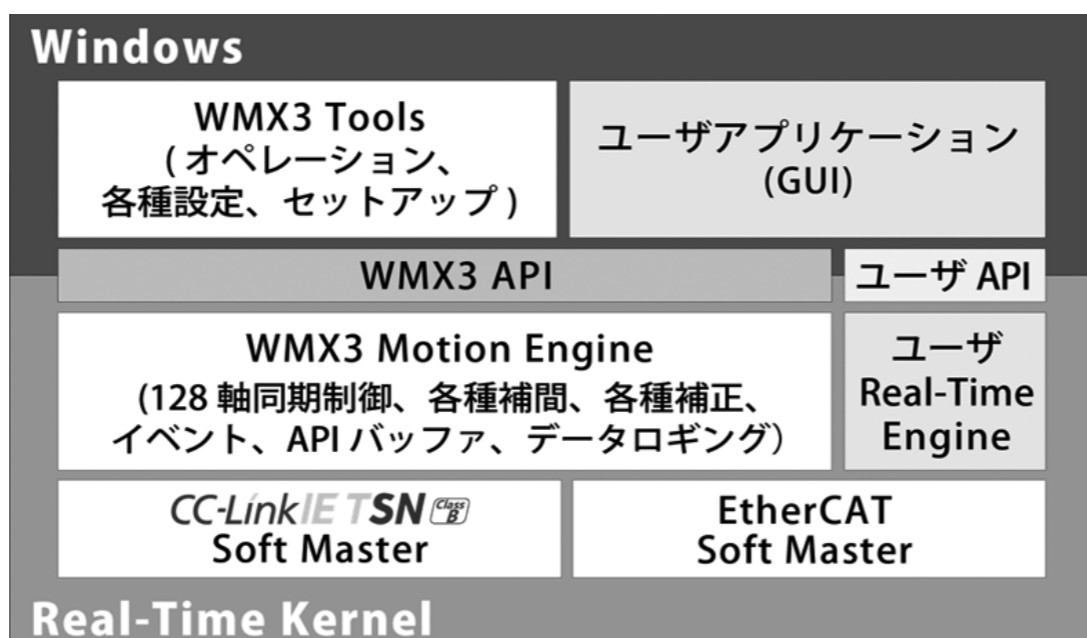 Windows
WMX3 Tools
(オペレーション、
各種設定、セットアップ)
ユーザアプリケーション
(GUI)
WMX3 API
ユーザ API
WMX3 Motion Engine
(128 軸同期制御、各種補間、各種補正、
イベント、API バッファ、データロギング)
ユーザ
Real-Time
Engine
CC-Link IE TSN Class B
Soft Master
EtherCAT
Soft Master
Real-Time Kernel